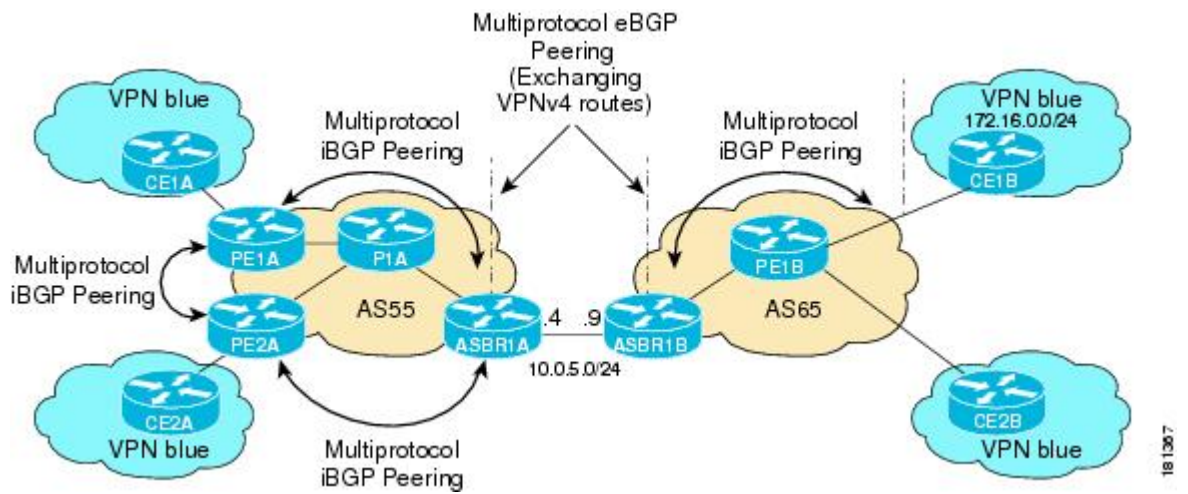 Multiprotocol eBGP
Peering
(Exchanging
VPNv4 routes)
VPN blue
CE1A
Multiprotocol
iBGP Peering
Multiprotocol
iBGP Peering
VPN blue
172.16.0.0/24
CE1B
PE1A
P1A
PE1B
Multiprotocol
iBGP Peering
AS55
AS65
PE2A
ASBR1A
.4
.9
ASBR1B
10.0.5.0/24
CE2A
VPN blue
CE2B
VPN blue
Multiprotocol
iBGP Peering
181367